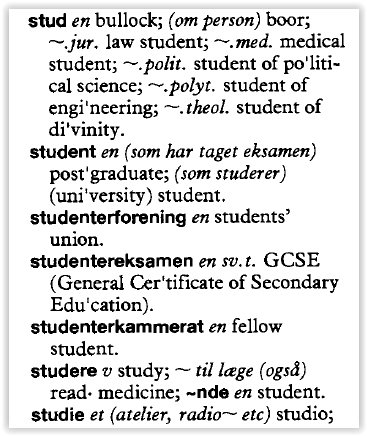 stud en bullock; (om person) boor;
~.jur. law student; ~.med. medical
student; ~.polit. student of po'liti-
cal science; ~.polyt. student of
engi'neering; ~.theol. student of
di'vinity.
student en (som har taget eksamen)
post'graduate; (som studerer)
(uni'versity) student.
studenterforening en students'
union.
studentereksamen en sv.t. GCSE
(General Cer'tificate of Secondary
Edu'cation).
studenterkammerat en fellow
student.
studere v study; ~ til læge (også)
read· medicine; ~nde en student.
studie et (atelier, radio~ etc) studio;